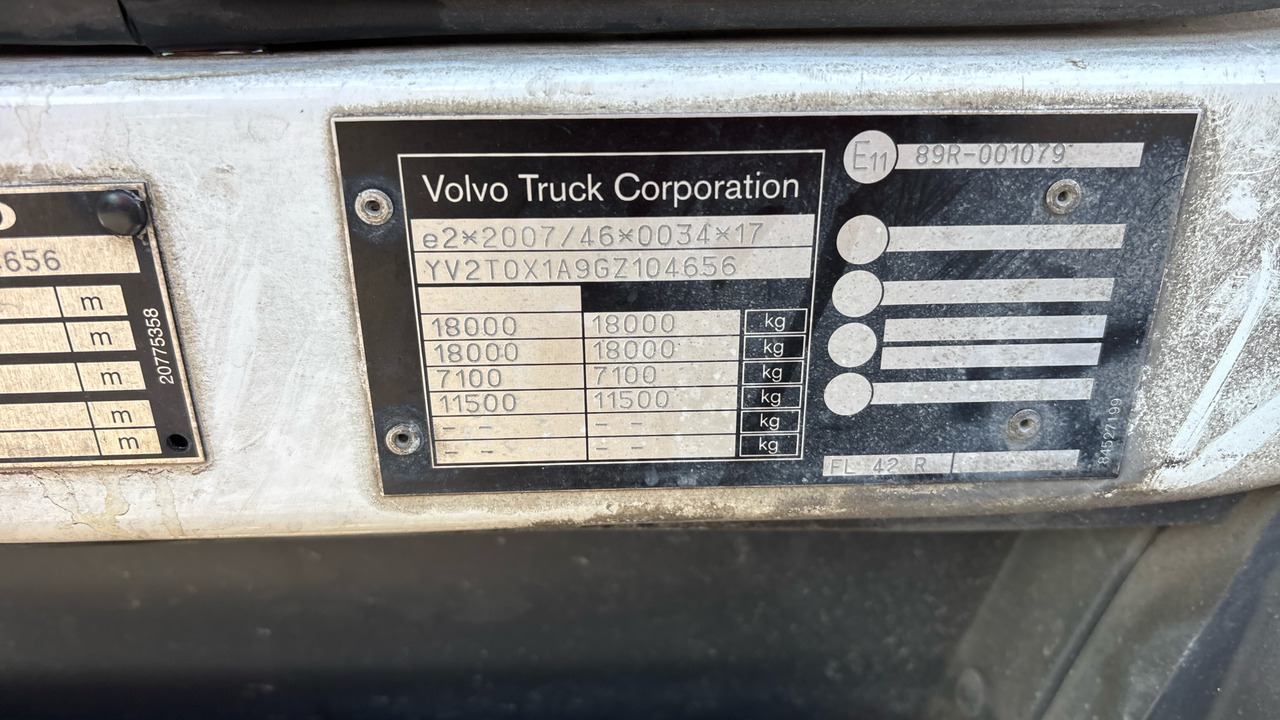 4656
m
m
m
m
m
20775358
Volvo Truck Corporation
e2*2007/46*0034*17
YV2T0X1A9GZ104656
18000 18000 kg
18000 18000 kg
7100 7100 kg
11500 11500 kg
- - - - kg
- - - - kg
E11 89R-001079
FL 42 R
84527199